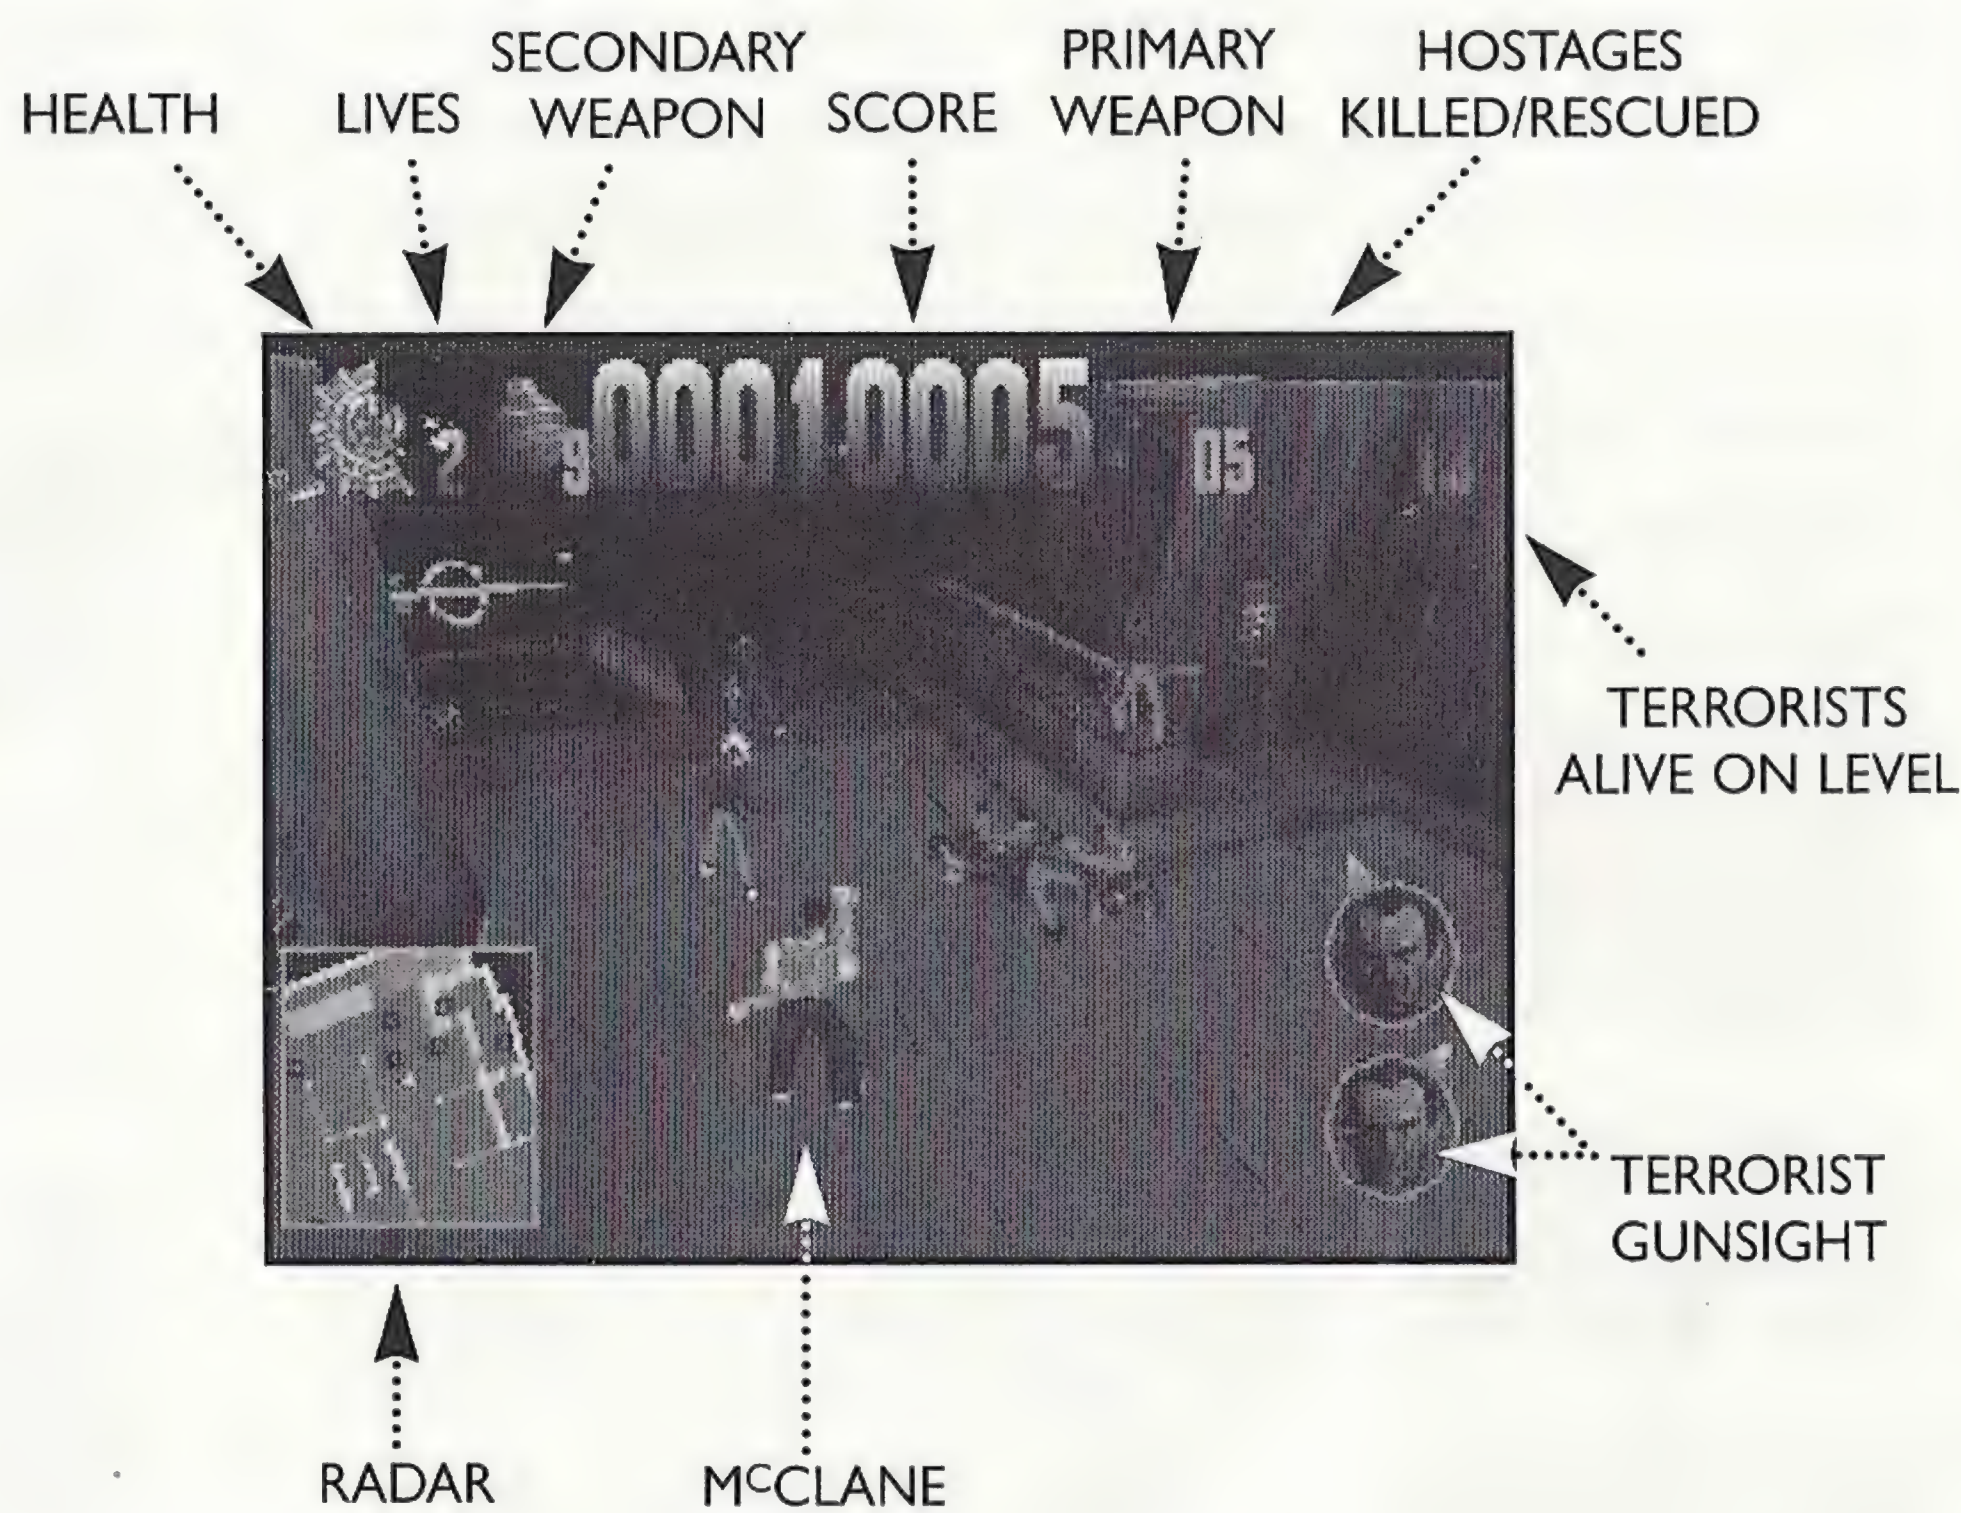 HEALTH
LIVES
SECONDARY
WEAPON
SCORE
PRIMARY
WEAPON
HOSTAGES
KILLED/RESCUED
2
9
00010005
05
TERRORISTS
ALIVE ON LEVEL
TERRORIST
GUNSIGHT
RADAR
McCLANE